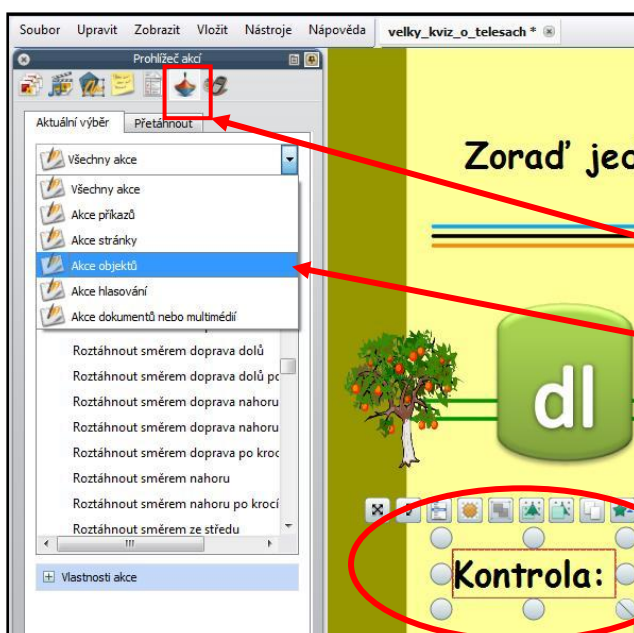 Soubor Upravit Zobrazit Vložit Nástroje Nápověda velky_kviz_o_telesach *
Prohlížeč akcí
Aktuální výběr Přetáhnout
Všechny akce
Všechny akce
Akce příkazů
Akce stránky
Akce objektů
Akce hlasování
Akce dokumentů nebo multimédií
Roztáhnout směrem doprava dolů
Roztáhnout směrem doprava dolů po
Roztáhnout směrem doprava nahoru
Roztáhnout směrem doprava nahoru
Roztáhnout směrem doprava po kroc
Roztáhnout směrem nahoru
Roztáhnout směrem nahoru po krocí
Roztáhnout směrem ze středu
Vlastnosti akce
Zoraď jed
dl
Kontrola: